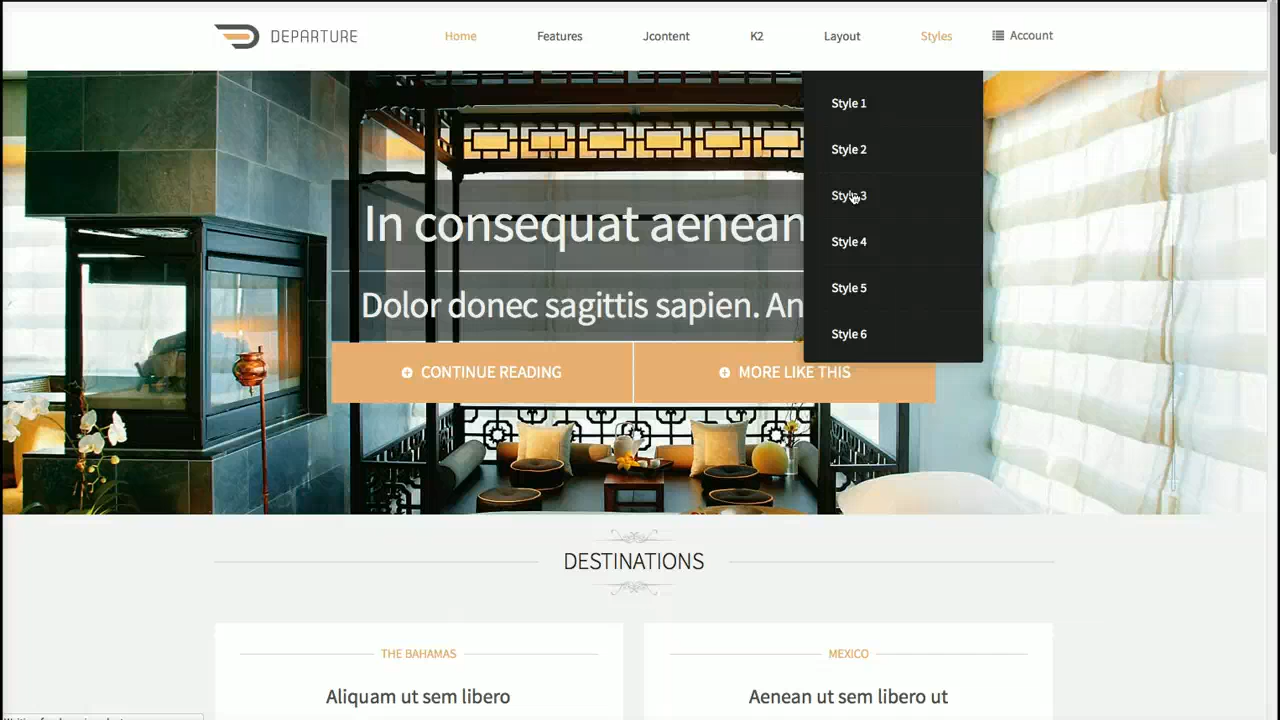 DEPARTURE
Home Features Jcontent K2 Layout Styles Account
Style 1
Style 2
Style 3
Style 4
Style 5
Style 6
In consequat aenean
Dolor donec sagittis sapien. An
CONTINUE READING MORE LIKE THIS
DESTINATIONS
THE BAHAMAS MEXICO
Aliquam ut sem libero Aenean ut sem libero ut